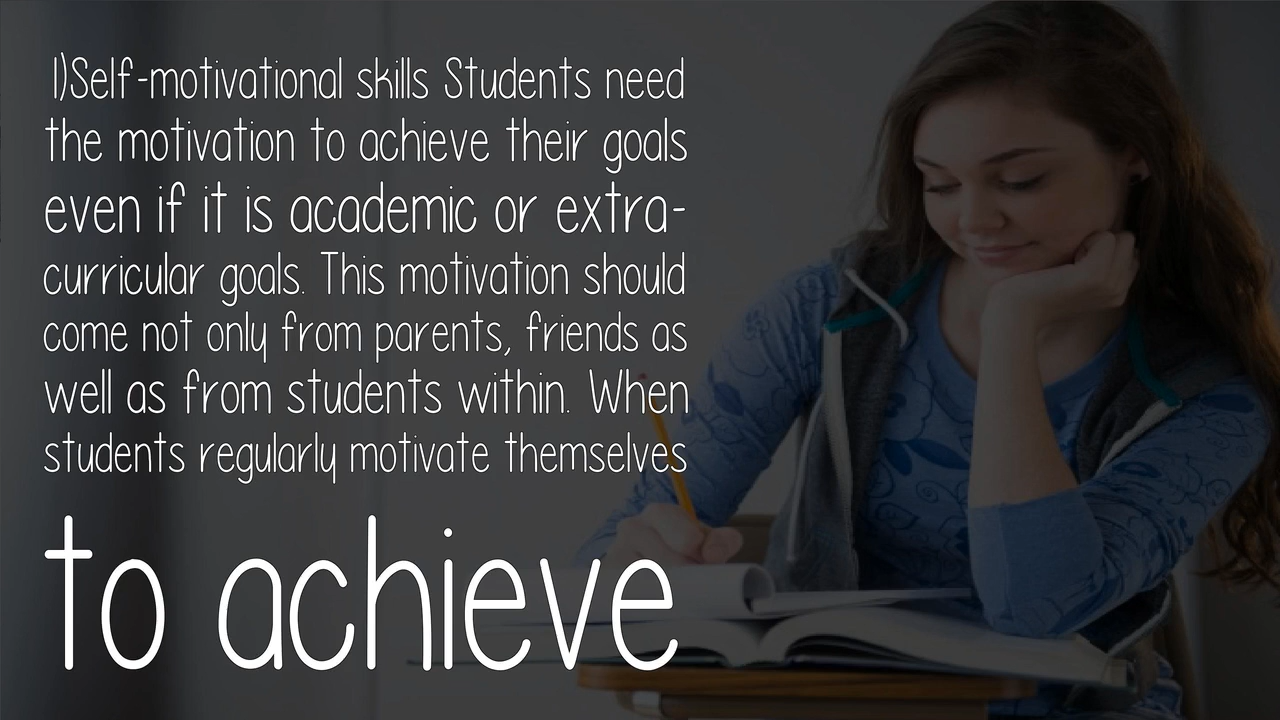 1)Self-motivational skills Students need
the motivation to achieve their goals
even if it is academic or extra-
curricular goals. This motivation should
come not only from parents, friends as
well as from students within. When
students regularly motivate themselves
to achieve